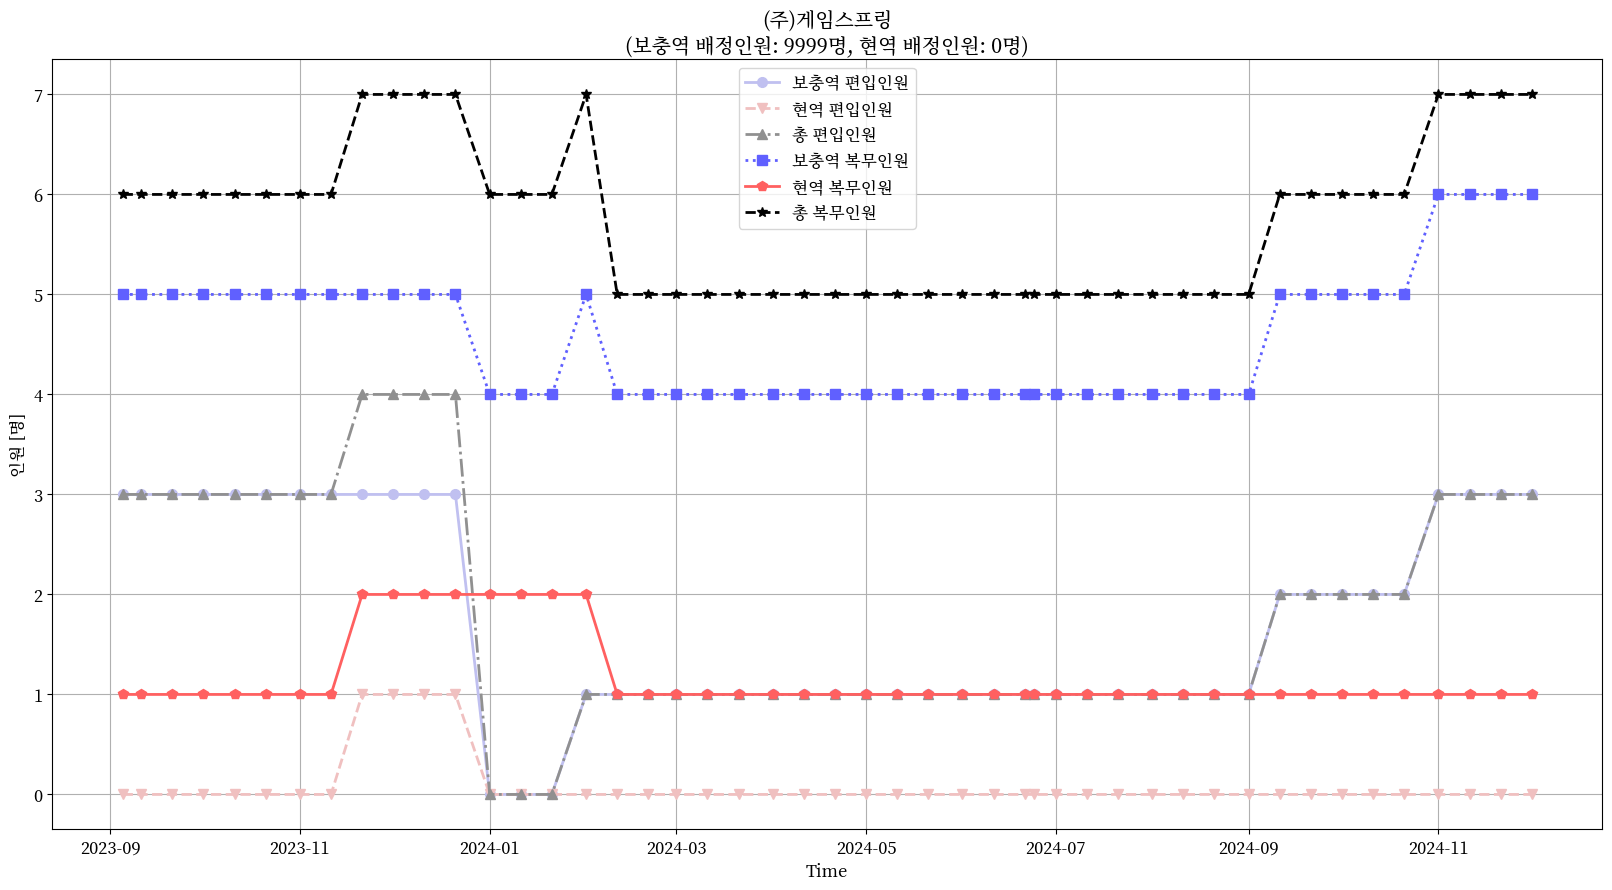 (주)게임스프링
(보충역 배정인원: 9999명, 현역 배정인원: 0명)
보충역 편입인원
현역 편입인원
총 편입인원
보충역 복무인원
현역 복무인원
총 복무인원
인원 [명]
7
6
5
4
3
2
1
0
2023-09 2023-11 2024-01 2024-03 2024-05 2024-07 2024-09 2024-11
Time